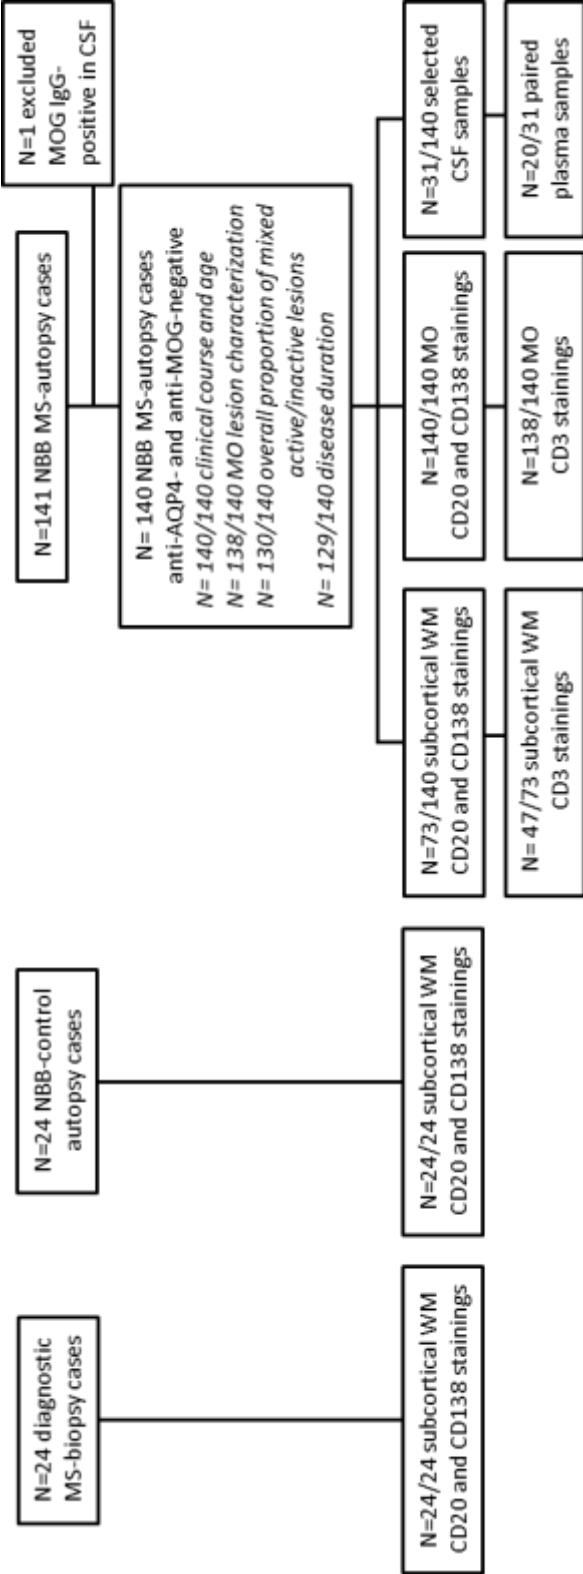 N=24 diagnostic
MS-biopsy cases
N=24 NBB-control
autopsy cases
N=141 NBB MS-autopsy cases
N=1 excluded
MOG IgG-
positive in CSF
N= 140 NBB MS-autopsy cases
anti-AQP4- and anti-MOG-negative
N= 140/140 clinical course and age
N= 138/140 MO lesion characterization
N= 130/140 overall proportion of mixed
active/inactive lesions
N= 129/140 disease duration
N=24/24 subcortical WM
CD20 and CD138 stainings
N=24/24 subcortical WM
CD20 and CD138 stainings
N=73/140 subcortical WM
CD20 and CD138 stainings
N=140/140 MO
CD20 and CD138 stainings
N=31/140 selected
CSF samples
N= 47/73 subcortical WM
CD3 stainings
N=138/140 MO
CD3 stainings
N=20/31 paired
plasma samples